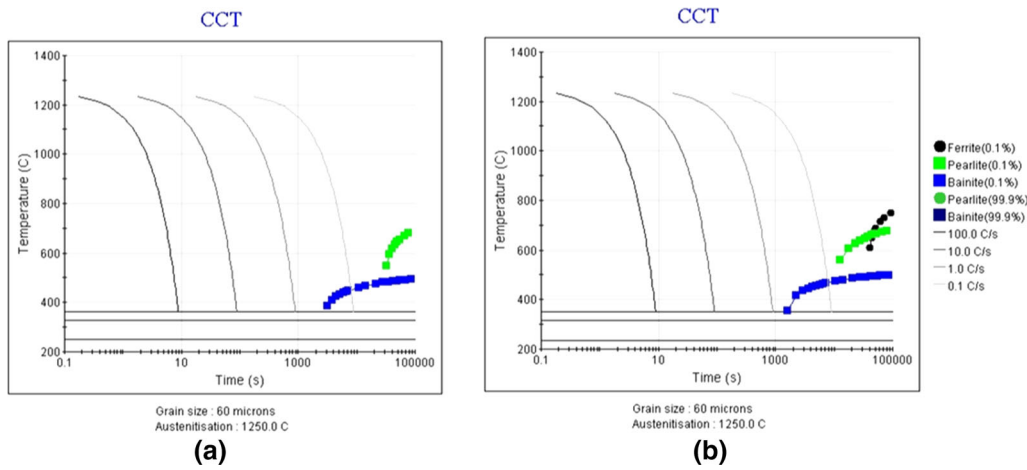 CCT
1400
1200
1000
800
600
400
200
Temperature (C)
0.1
10
1000
100000
Time (s)
Grain size : 60 microns
Austenitisation : 1250.0 C
(a)
CCT
1400
1200
1000
800
600
400
200
Temperature (C)
0.1
10
1000
100000
Time (s)
Grain size : 60 microns
Austenitisation : 1250.0 C
(b)
Ferrite(0.1%)
Pearlite(0.1%)
Bainite(0.1%)
Pearlite(99.9%)
Bainite(99.9%)
100.0 C/s
10.0 C/s
1.0 C/s
0.1 C/s